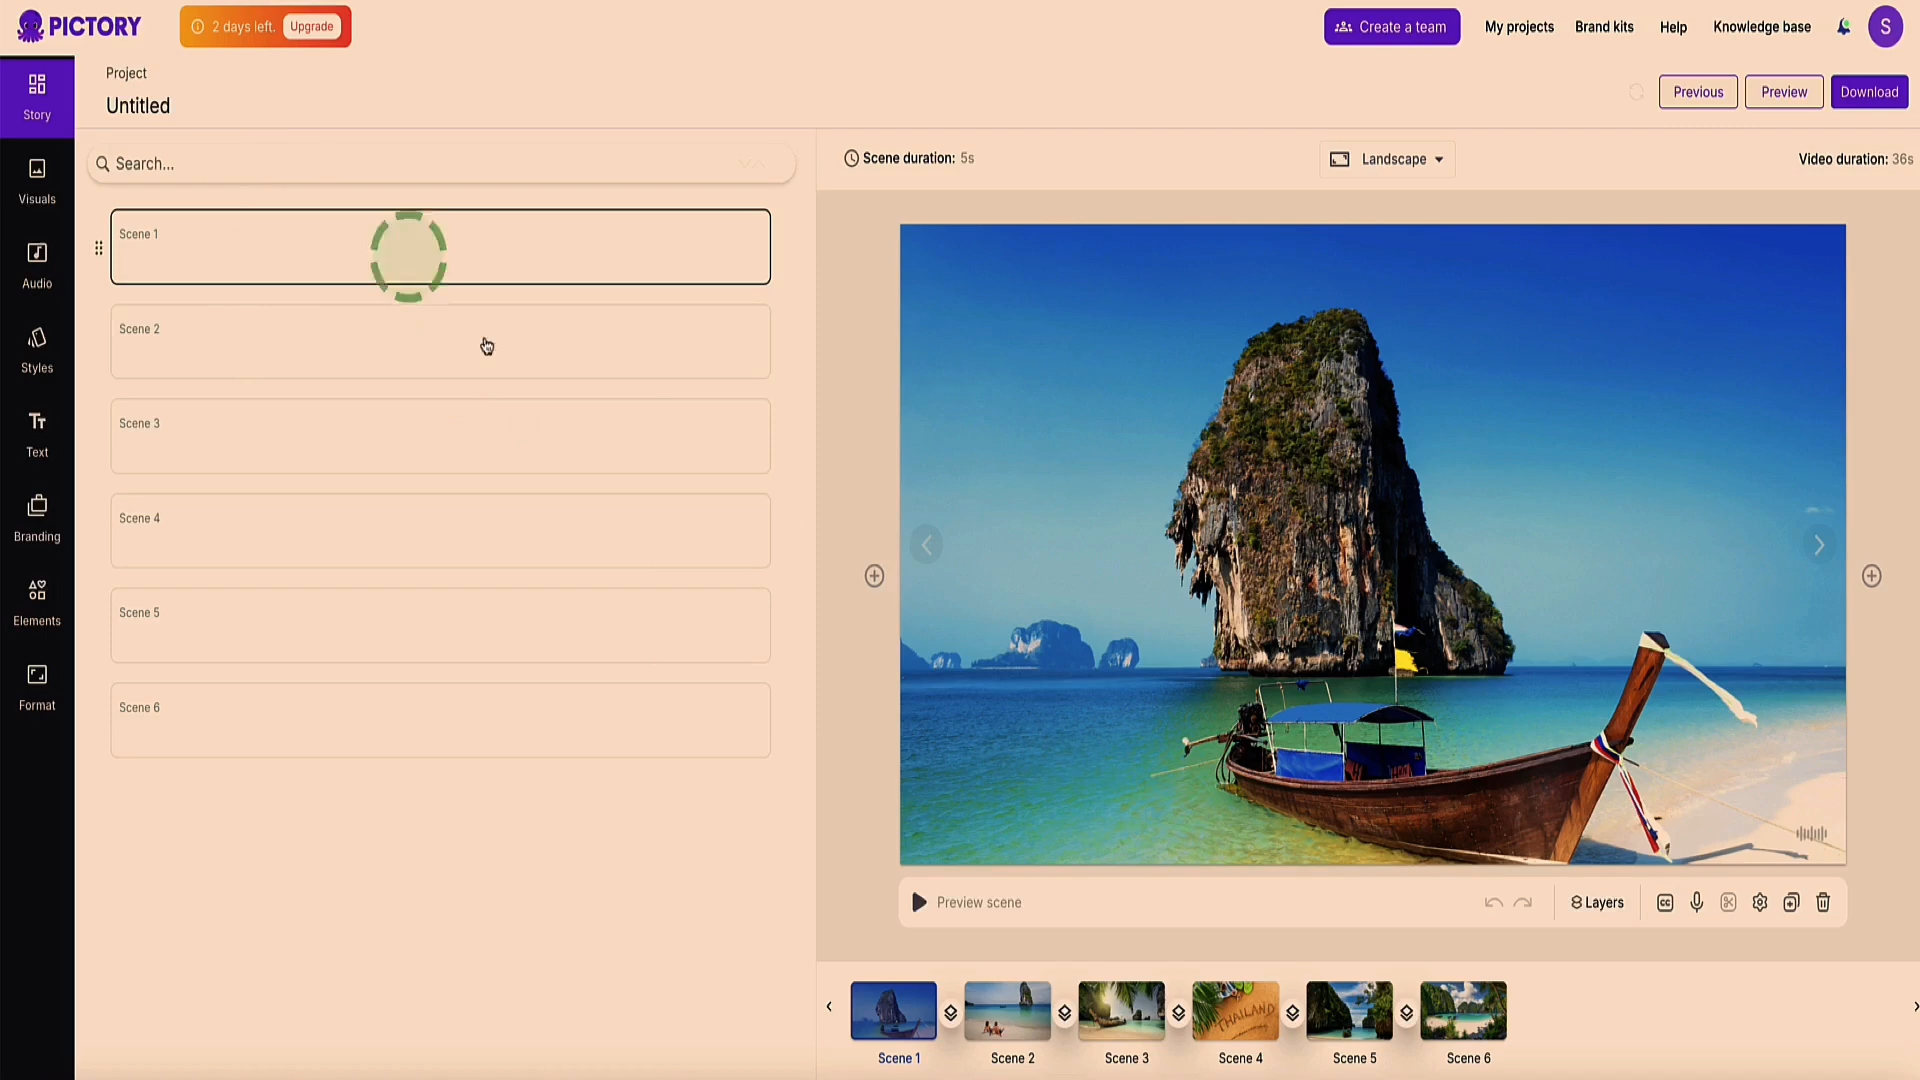 PICTORY
2 days left. Upgrade
Create a team
My projects
Brand kits
Help
Knowledge base
S
Story
Visuals
Audio
Styles
Text
Branding
Elements
Format
Project
Untitled
Previous
Preview
Download
Search...
Scene 1
Scene 2
Scene 3
Scene 4
Scene 5
Scene 6
Scene duration: 5s
Landscape
Video duration: 36s
Preview scene
Layers
CC
THAILAND
Scene 1
Scene 2
Scene 3
Scene 4
Scene 5
Scene 6